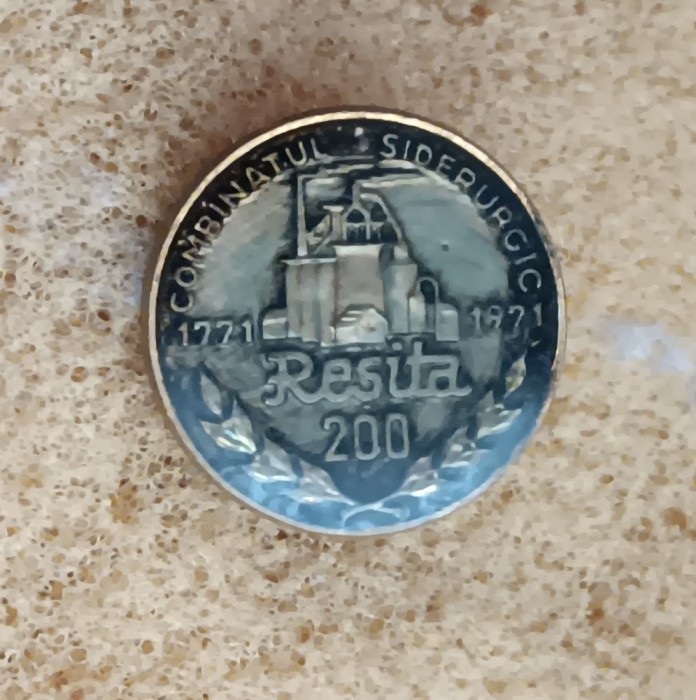 COMBINATUL SIDERURGIC
1771 1971
Resita
200